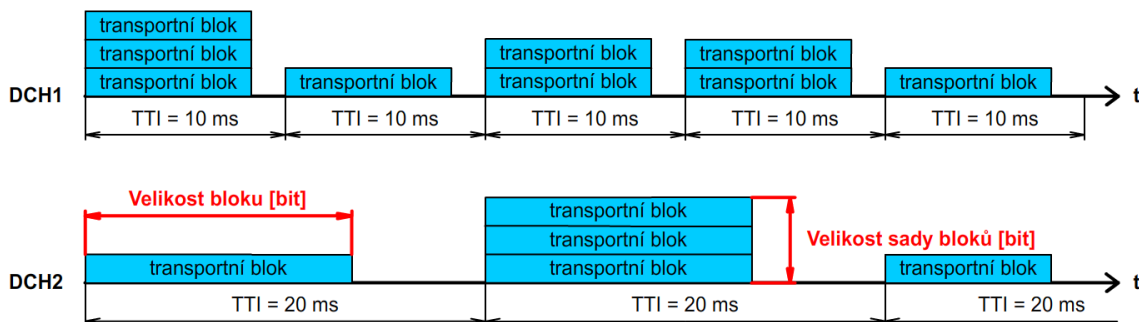 transportní blok
transportní blok transportní blok transportní blok
DCH1 transportní blok transportní blok transportní blok transportní blok transportní blok t
TTI = 10 ms TTI = 10 ms TTI = 10 ms TTI = 10 ms TTI = 10 ms
Velikost bloku [bit]
transportní blok
transportní blok Velikost sady bloků [bit]
DCH2 transportní blok transportní blok transportní blok t
TTI = 20 ms TTI = 20 ms TTI = 20 ms